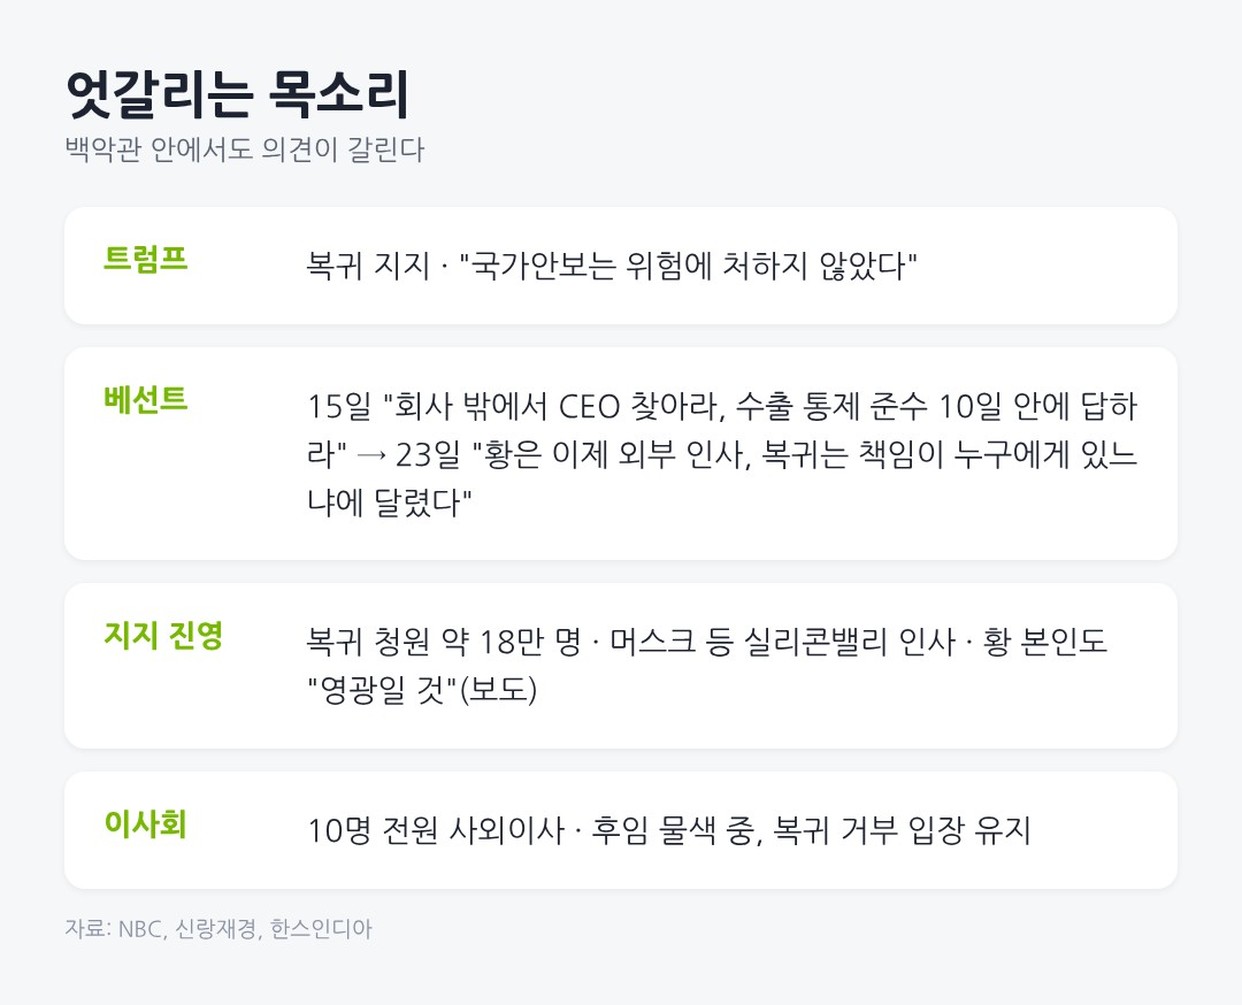 엇갈리는 목소리
백악관 안에서도 의견이 갈린다
트럼프
복귀 지지 · "국가안보는 위험에 처하지 않았다"
베선트
15일 "회사 밖에서 CEO 찾아라, 수출 통제 준수 10일 안에 답하
라" → 23일 "황은 이제 외부 인사, 복귀는 책임이 누구에게 있느
냐에 달렸다"
지지 진영
복귀 청원 약 18만 명 · 머스크 등 실리콘밸리 인사 · 황 본인도
"영광일 것"(보도)
이사회
10명 전원 사외이사 · 후임 물색 중, 복귀 거부 입장 유지
자료: NBC, 신랑재경, 한스인디아